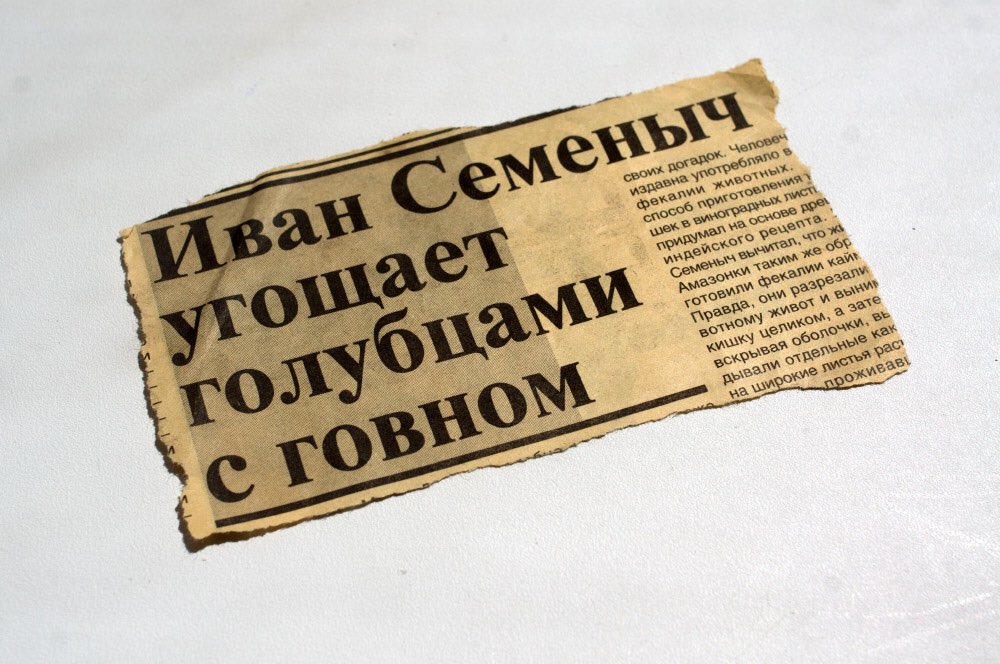 Иван Семеныч
угощает
голубцами
с говном
своих догадок. Человеч
издавна употребляло в
фекалии животных.
способ приготовления
шек в виноградных лист
придумал на основе дре
индейского рецепта.
Семеныч вычитал, что ж
Амазонки таким же обр
готовили фекалии кайм
Правда, они разрезали
вотному живот и выни
кишку целиком, а зате
вскрывая оболочки, вы
дывали отдельные как
на широкие листья рас
проживав